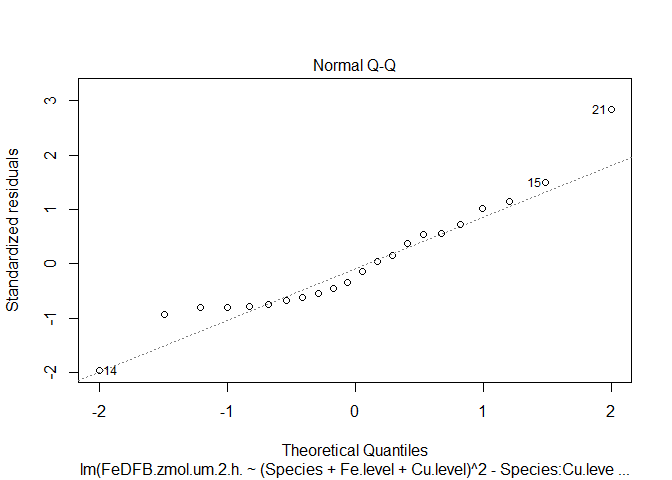 Normal Q-Q
Standardized residuals
3
2
1
0
-1
-2
21
15
14
-2 -1 0 1 2
Theoretical Quantiles
lm(FeDFB.zmol.um.2.h. ~ (Species + Fe.level + Cu.level)^2 - Species:Cu.leve ...